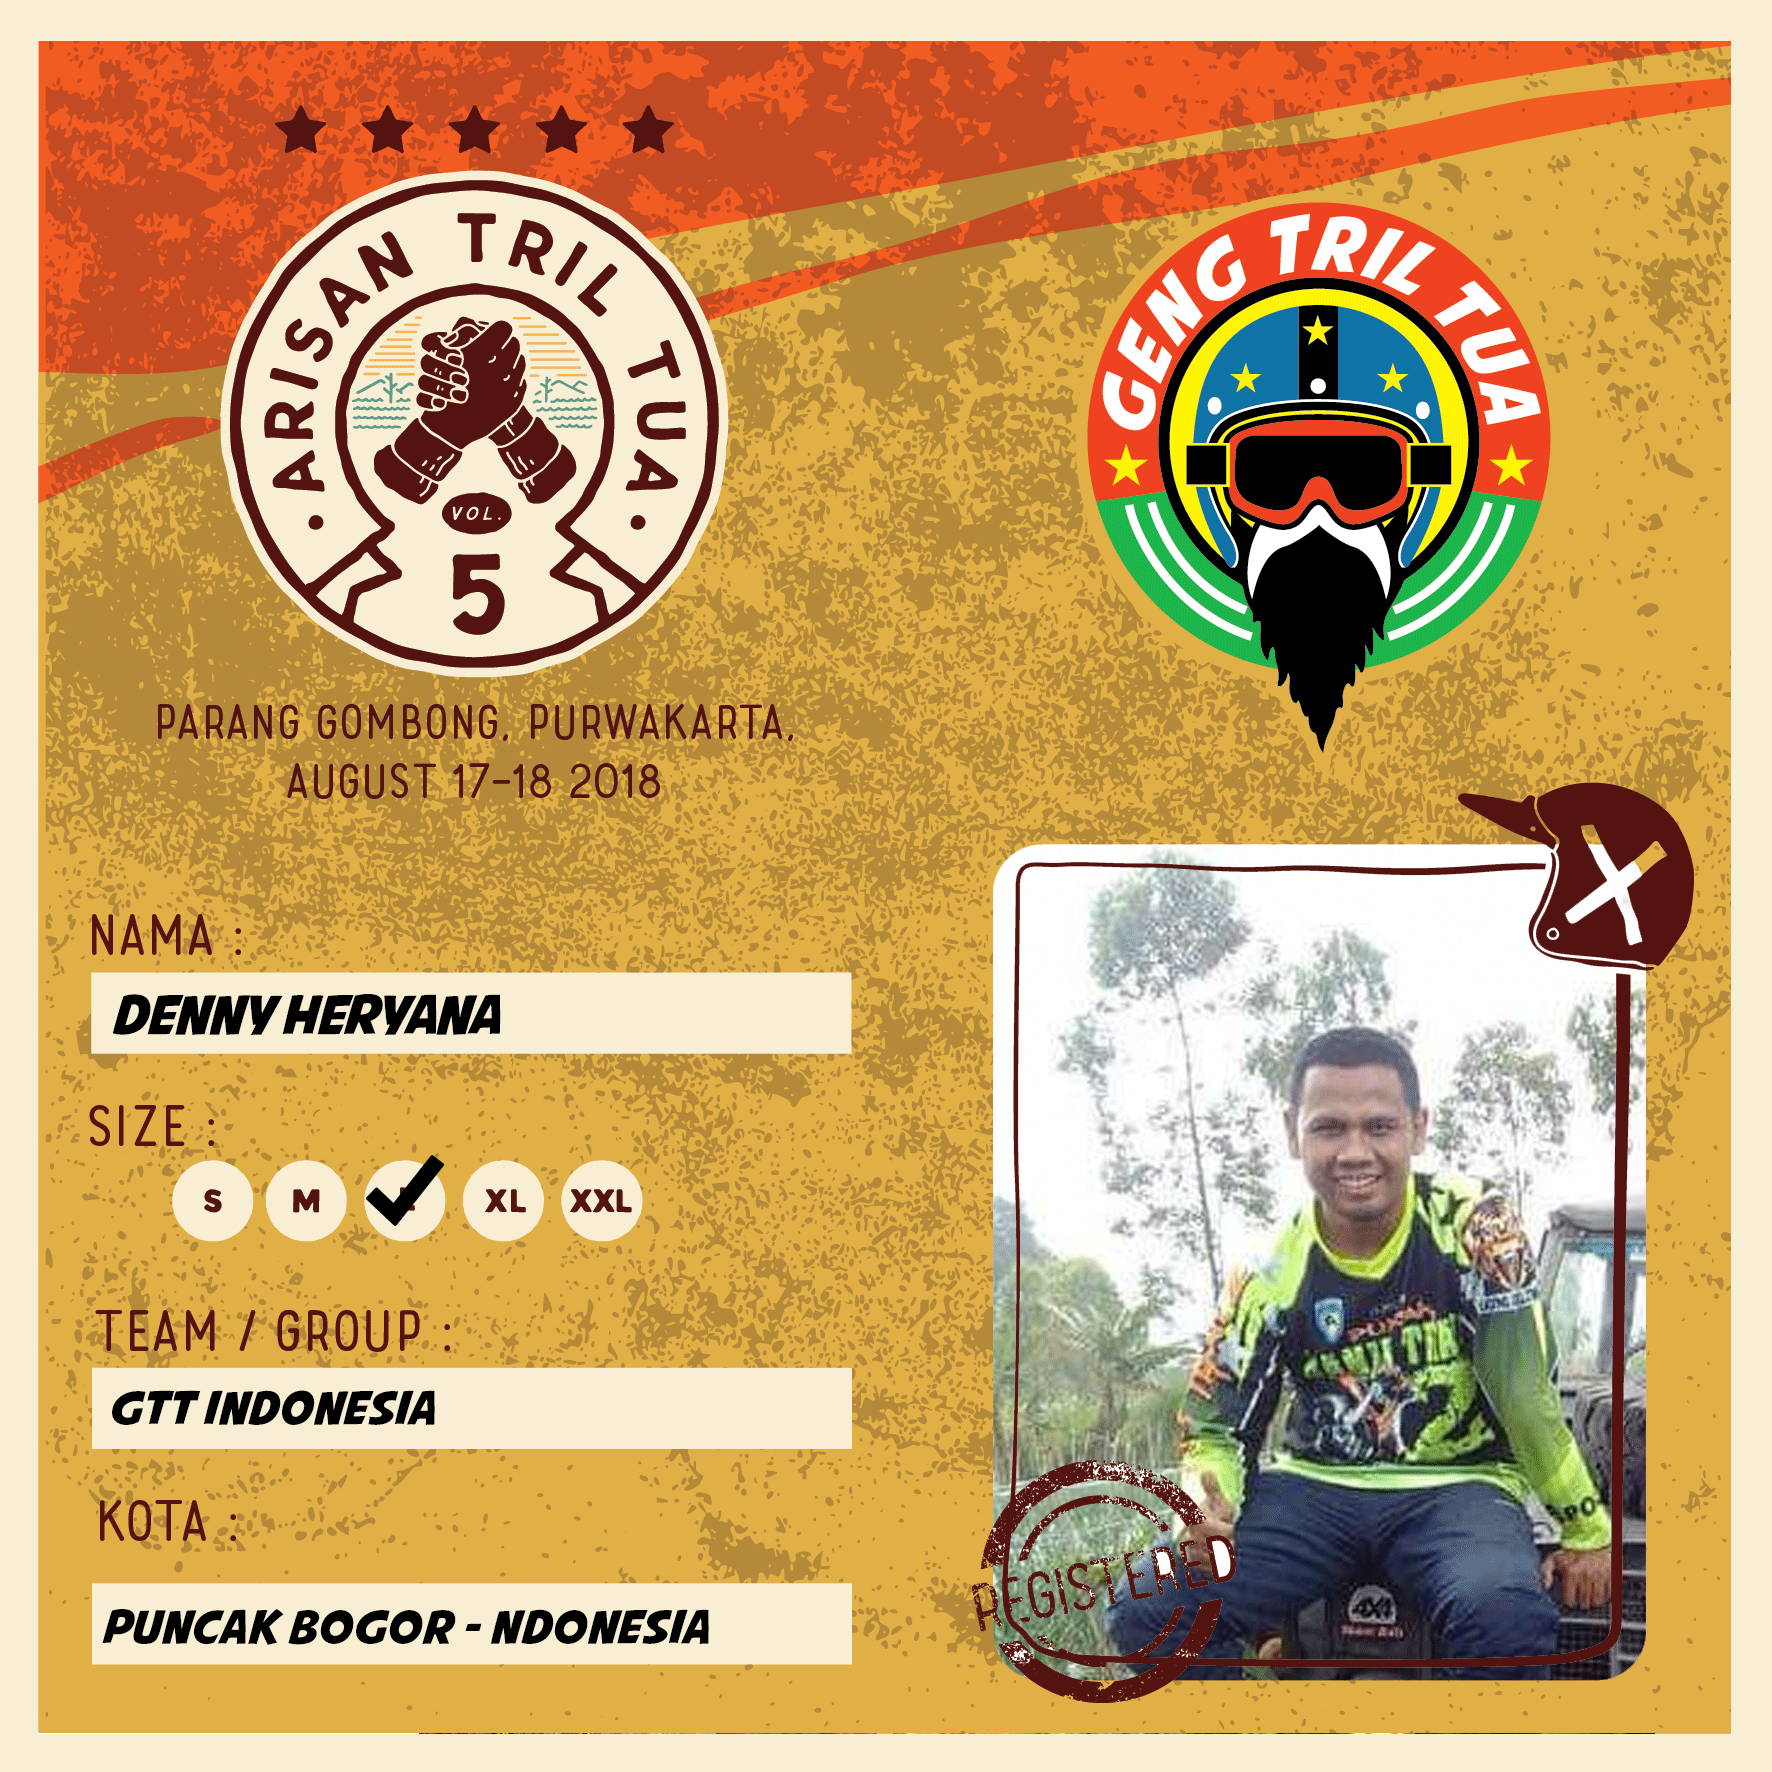 ARISAN TRIL TUA
VOL.
5
GENG TRIL TUA
PARANG GOMBONG, PURWAKARTA,
AUGUST 17-18 2018
NAMA :
DENNY HERYANA
SIZE :
S M XL XXL
TEAM / GROUP :
GTT INDONESIA
KOTA :
PUNCAK BOGOR - NDONESIA
REGISTERED
4X4